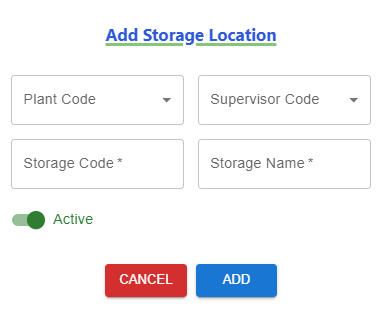 Add Storage Location
Plant Code Supervisor Code
Storage Code * Storage Name *
Active
CANCEL ADD